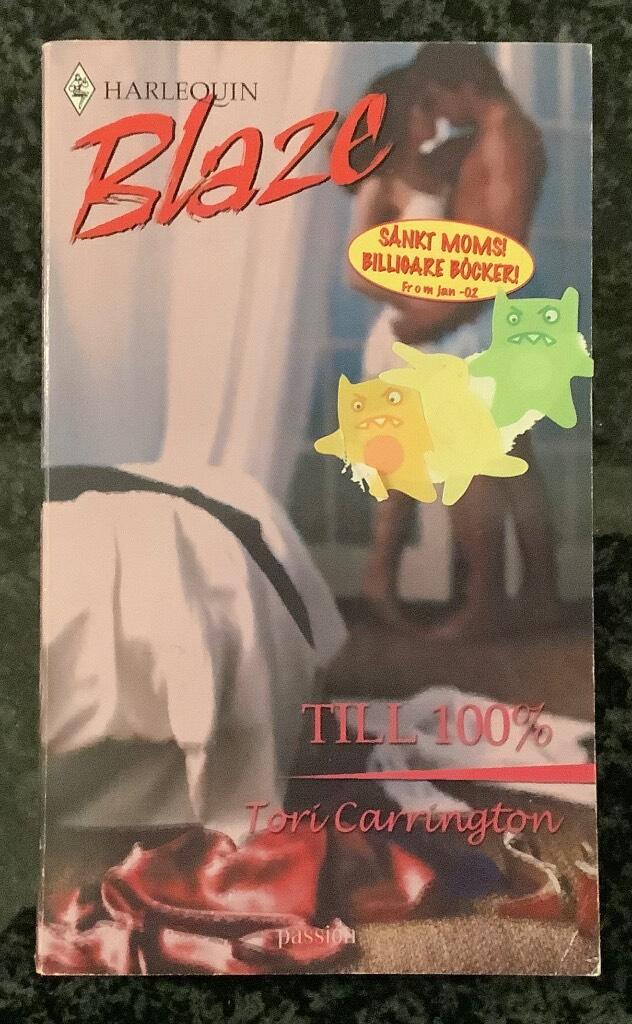 HARLEQUIN
Blaze
SÄNKT MOMS!
BILLIGARE BÖCKER!
From jan -02
TILL 100%
Tori Carrington
passion